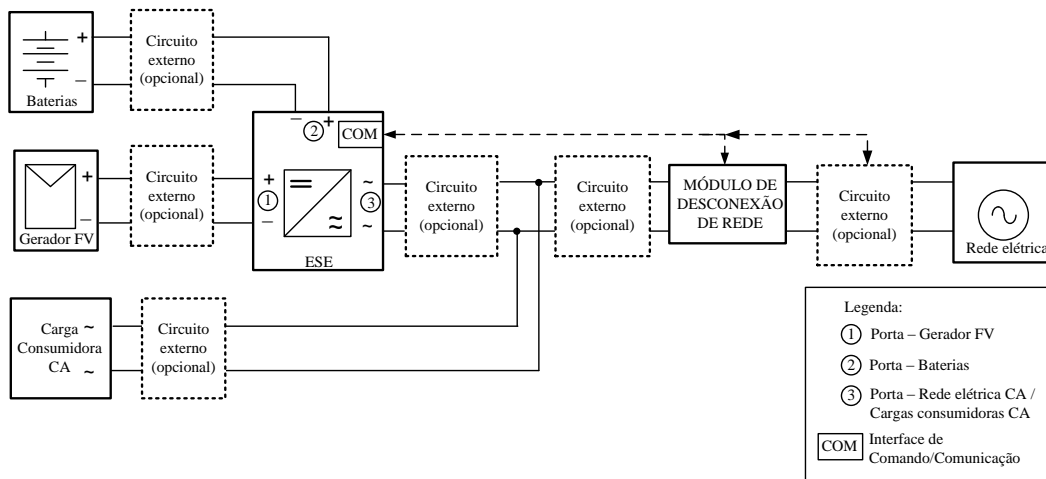 +
−
Baterias
Circuito
externo
(opcional)
− +
2
COM
+
−
Gerador FV
Circuito
externo
(opcional)
+
1
−
=
≈
~
3
~
ESE
Circuito
externo
(opcional)
Circuito
externo
(opcional)
MÓDULO DE
DESCONEXÃO
DE REDE
Circuito
externo
(opcional)
~
Rede elétrica
Carga ~
Consumidora
CA ~
Circuito
externo
(opcional)
Legenda:
1 Porta – Gerador FV
2 Porta – Baterias
3 Porta – Rede elétrica CA /
Cargas consumidoras CA
COM Interface de
Comando/Comunicação